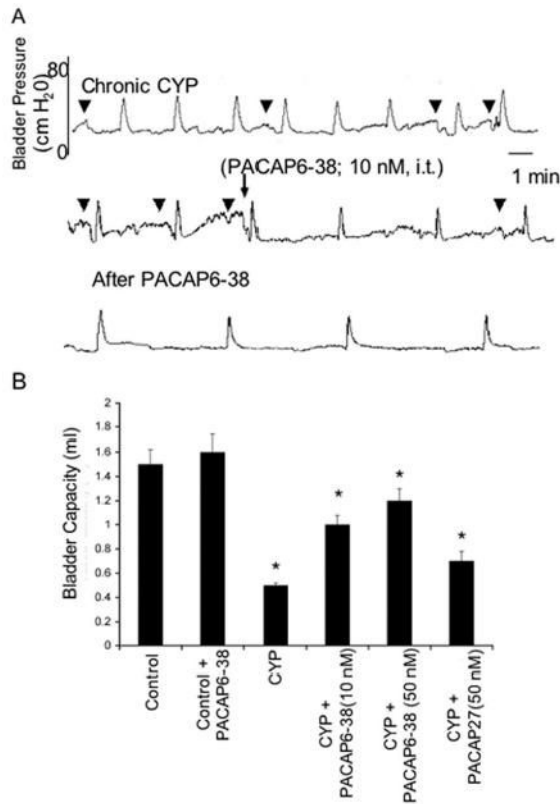 A
Bladder Pressure
(cm H20)
80
0
Chronic CYP
1 min
(PACAP6-38; 10 nM, i.t.)
After PACAP6-38
B
Bladder Capacity (ml)
2
1.8
1.6
1.4
1.2
1
0.8
0.6
0.4
0.2
0
*
*
*
*
Control
Control +
PACAP6-38
CYP
CYP +
PACAP6-38(10 nM)
CYP +
PACAP6-38 (50 nM)
CYP +
PACAP27(50 nM)